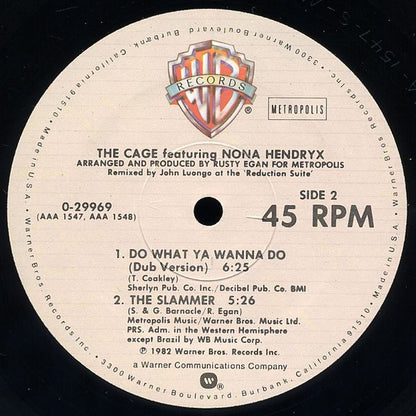 3300 Warner Boulevard, Burbank, California 91510 • Made in U.S.A. • Warner Bros. Records Inc. •
WB
RECORDS
®
METROPOLIS
THE CAGE featuring NONA HENDRYX
ARRANGED AND PRODUCED BY RUSTY EGAN FOR METROPOLIS
Remixed by John Luongo at the 'Reduction Suite'
0-29969
(AAA 1547, AAA 1548)
SIDE 2
45 RPM
1. DO WHAT YA WANNA DO
(Dub Version) 6:25
(T. Coakley)
Sherlyn Pub. Co. Inc./Decibel Pub. Co. BMI
2. THE SLAMMER 5:26
(S. & G. Barnacle/R. Egan)
Metropolis Music/Warner Bros. Music Ltd.
PRS. Adm. in the Western Hemisphere
except Brazil by WB Music Corp.
℗ 1982 Warner Bros. Records Inc.
a Warner Communications Company